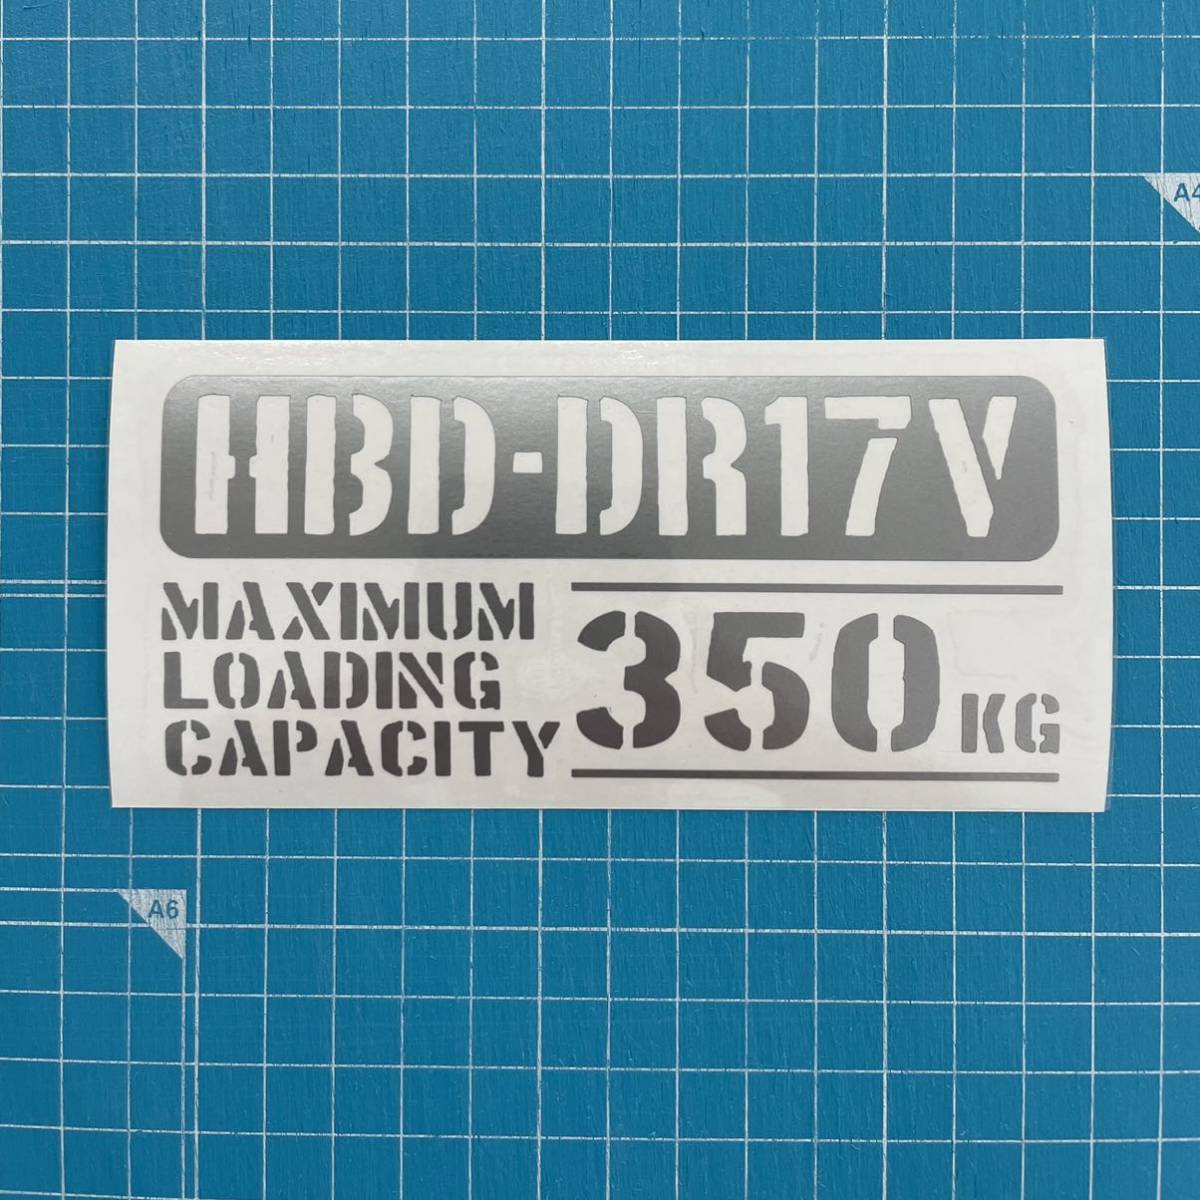 A4
HBD-DR17V
MAXIMUM
LOADING
CAPACITY
350 KG
A6